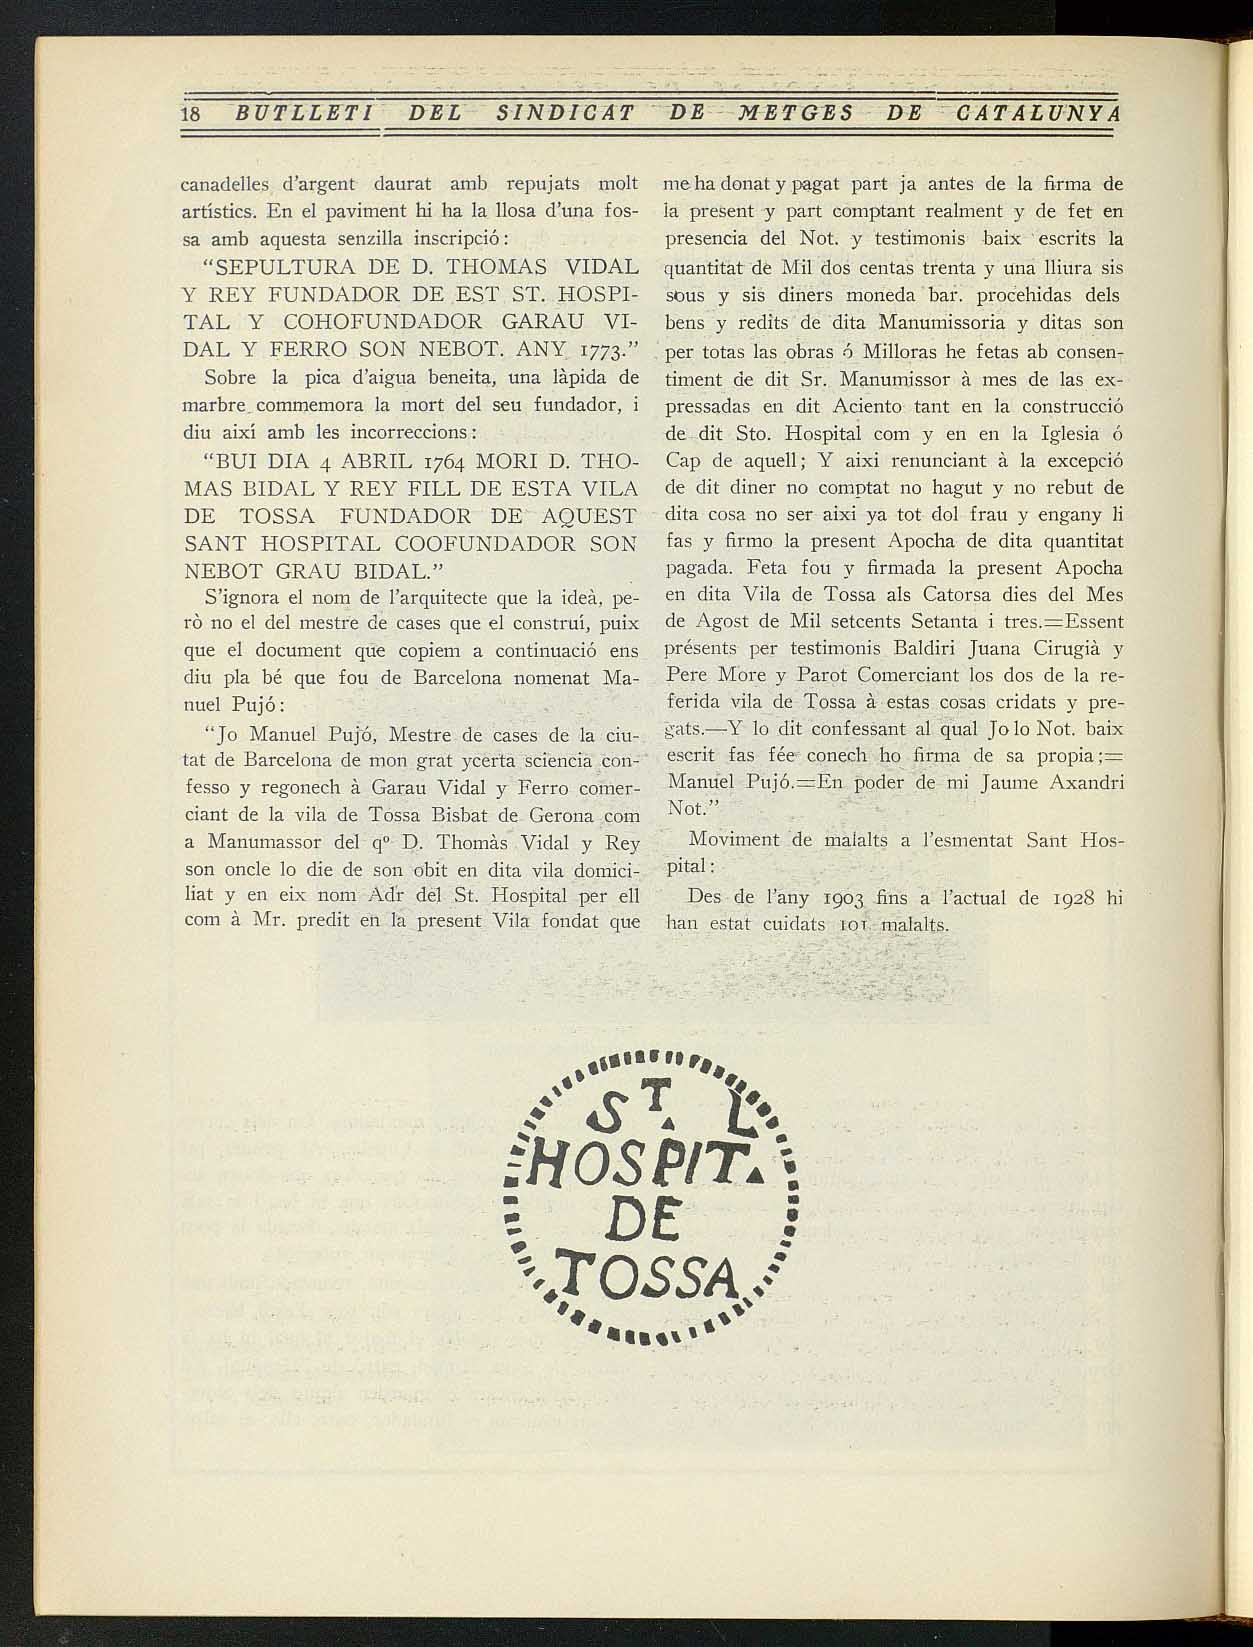 18 BUTLLETI DEL SINDICAT DE METGES DE CATALUNYA
canadelles d'argent daurat amb repujats molt
artístics. En el paviment hi ha la llosa d'una fos-
sa amb aquesta senzilla inscripció:
"SEPULTURA DE D. THOMAS VIDAL
Y REY FUNDADOR DE EST ST. HOSPI-
TAL Y COHOFUNDADOR GARAU VI-
DAL Y FERRO SON NEBOT. ANY 1773."
Sobre la pica d'aigua beneita, una làpida de
marbre commemora la mort del seu fundador, i
diu així amb les incorreccions:
"BUI DIA 4 ABRIL 1764 MORI D. THO-
MAS BIDAL Y REY FILL DE ESTA VILA
DE TOSSA FUNDADOR DE AQUEST
SANT HOSPITAL COOFUNDADOR SON
NEBOT GRAU BIDAL."
S'ignora el nom de l'arquitecte que la ideà, pe-
rò no el del mestre de cases que el construí, puix
que el document que copiem a continuació ens
diu pla bé que fou de Barcelona nomenat Ma-
nuel Pujó:
"Jo Manuel Pujó, Mestre de cases de la ciu-
tat de Barcelona de mon grat ycerta sciencia con-
fesso y regonech à Garau Vidal y Ferro comer-
ciant de la vila de Tossa Bisbat de Gerona com
a Manumassor del qº D. Thomàs Vidal y Rey
son oncle lo die de son obit en dita vila domici-
liat y en eix nom Ad'r del St. Hospital per ell
com à Mr. predit en la present Vila fondat que
me ha donat y pagat part ja antes de la firma de
la present y part comptant realment y de fet en
presencia del Not. y testimonis baix escrits la
quantitat de Mil dos centas trenta y una lliura sis
sous y sis diners moneda bar. procehidas dels
bens y redits de dita Manumissoria y ditas son
per totas las obras ó Milloras he fetas ab consen-
timent de dit Sr. Manumissor à mes de las ex-
pressadas en dit Aciento tant en la construcció
de dit Sto. Hospital com y en en la Iglesia ó
Cap de aquell; Y aixi renunciant à la excepció
de dit diner no comptat no hagut y no rebut de
dita cosa no ser aixi ya tot dol frau y engany li
fas y firmo la present Apocha de dita quantitat
pagada. Feta fou y firmada la present Apocha
en dita Vila de Tossa als Catorsa dies del Mes
de Agost de Mil setcents Setanta i tres.=Essent
présents per testimonis Baldiri Juana Cirugià y
Pere More y Parot Comerciant los dos de la re-
ferida vila de Tossa à estas cosas cridats y pre-
gats.—Y lo dit confessant al qual Jo lo Not. baix
escrit fas fée conech ho firma de sa propia;=
Manuel Pujó.=En poder de mi Jaume Axandri
Not."
Moviment de malalts a l'esmentat Sant Hos-
pital:
Des de l'any 1903 fins a l'actual de 1928 hi
han estat cuidats 101 malalts.
ST L
HOSPIT.
DE
TOSSA